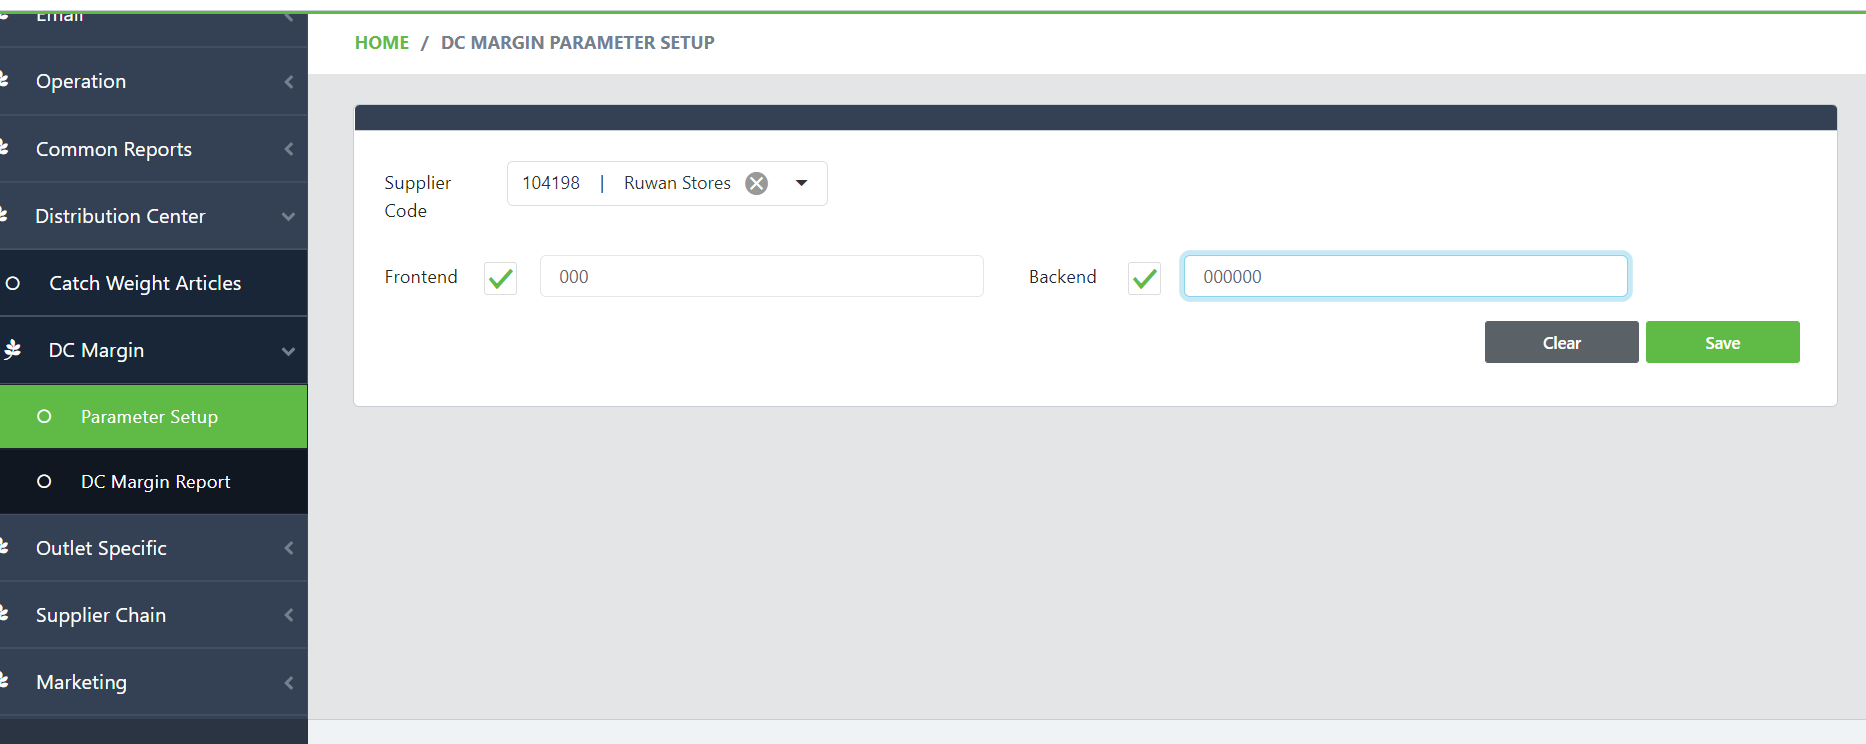 Email
Operation
Common Reports
Distribution Center
Catch Weight Articles
DC Margin
Parameter Setup
DC Margin Report
Outlet Specific
Supplier Chain
Marketing
HOME / DC MARGIN PARAMETER SETUP
Supplier Code
104198 | Ruwan Stores
Frontend
000
Backend
000000
Clear
Save